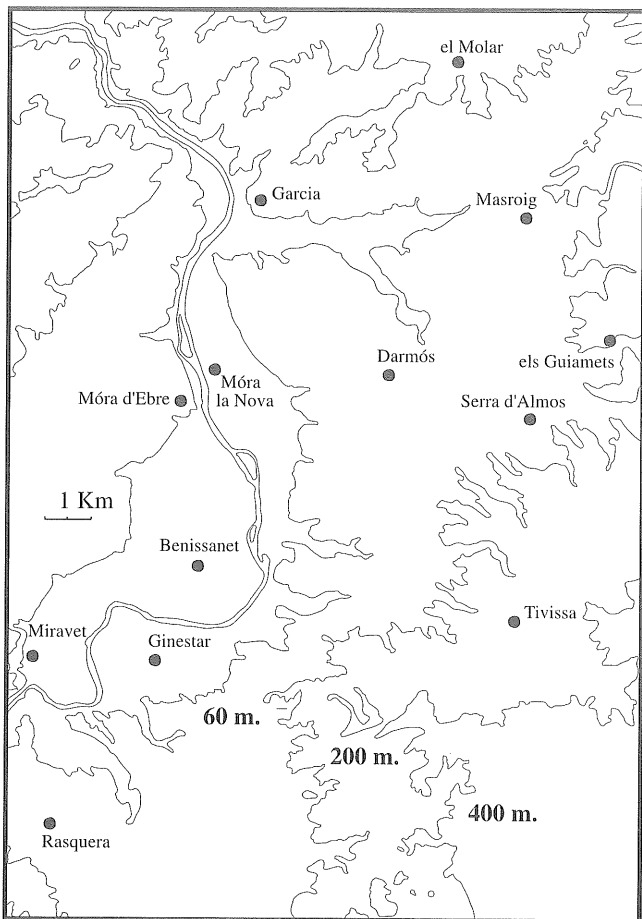 el Molar
Garcia
Masroig
els Guiamets
Darmós
Móra
la Nova
Móra d'Ebre
Serra d'Almos
1 Km
Benissanet
Tivissa
Miravet
Ginestar
60 m.
200 m.
400 m.
Rasquera